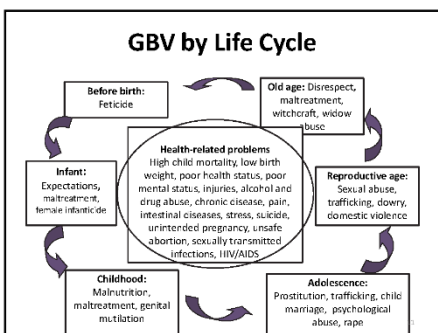 GBV by Life Cycle
Before birth:
Feticide
Old age: Disrespect,
maltreatment,
witchcraft, widow
abuse
Health-related problems
High child mortality, low birth
weight, poor health status, poor
mental status, injuries, alcohol and
drug abuse, chronic disease, pain,
intestinal diseases, stress, suicide,
unintended pregnancy, unsafe
abortion, sexually transmitted
infections, HIV/AIDS
Infant:
Expectations,
maltreatment,
female infanticide
Reproductive age:
Sexual abuse,
trafficking, dowry,
domestic violence
Childhood:
Malnutrition,
maltreatment, genital
mutilation
Adolescence:
Prostitution, trafficking, child
marriage, psychological
abuse, rape